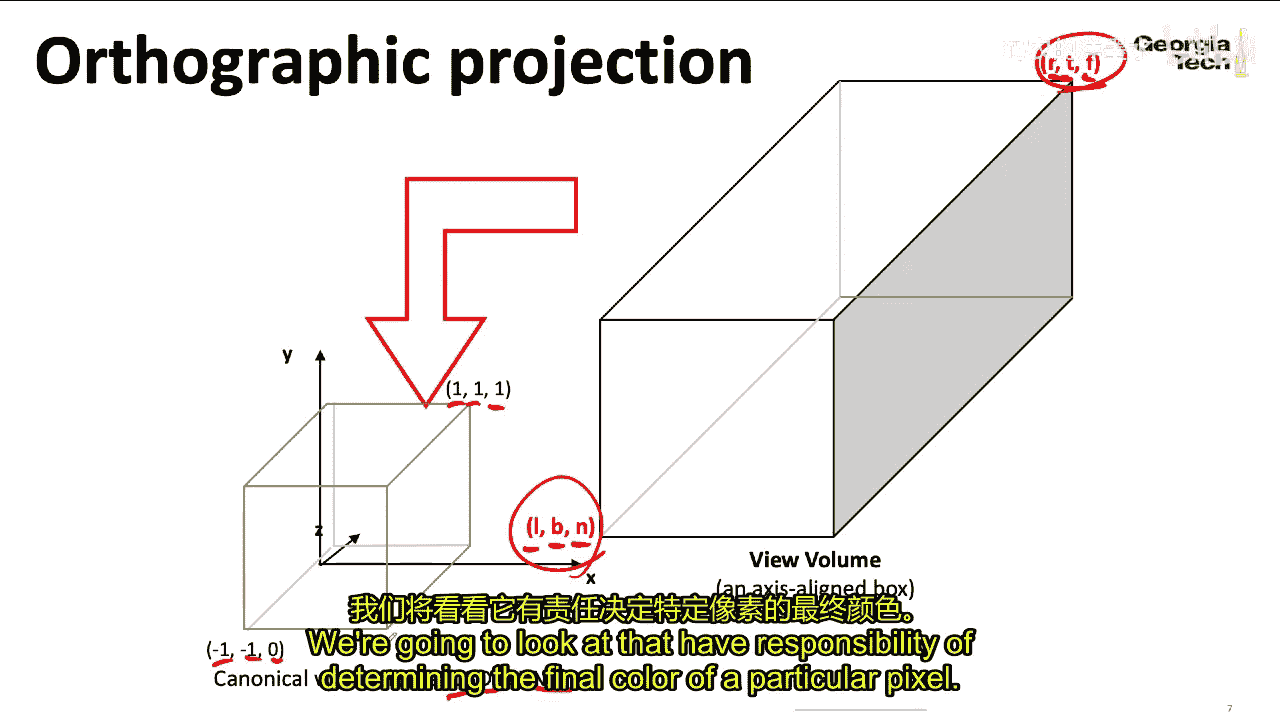 Orthographic projection
Georgia
Tech
(r, t, f)
y
(1, 1, 1)
z
(l, b, n)
x
View Volume
(an axis-aligned box)
(-1, -1, 0)
Canonical
我们将看看它有责任决定特定像素的最终颜色。
We're going to look at that have responsibility of
determining the final color of a particular pixel.
7